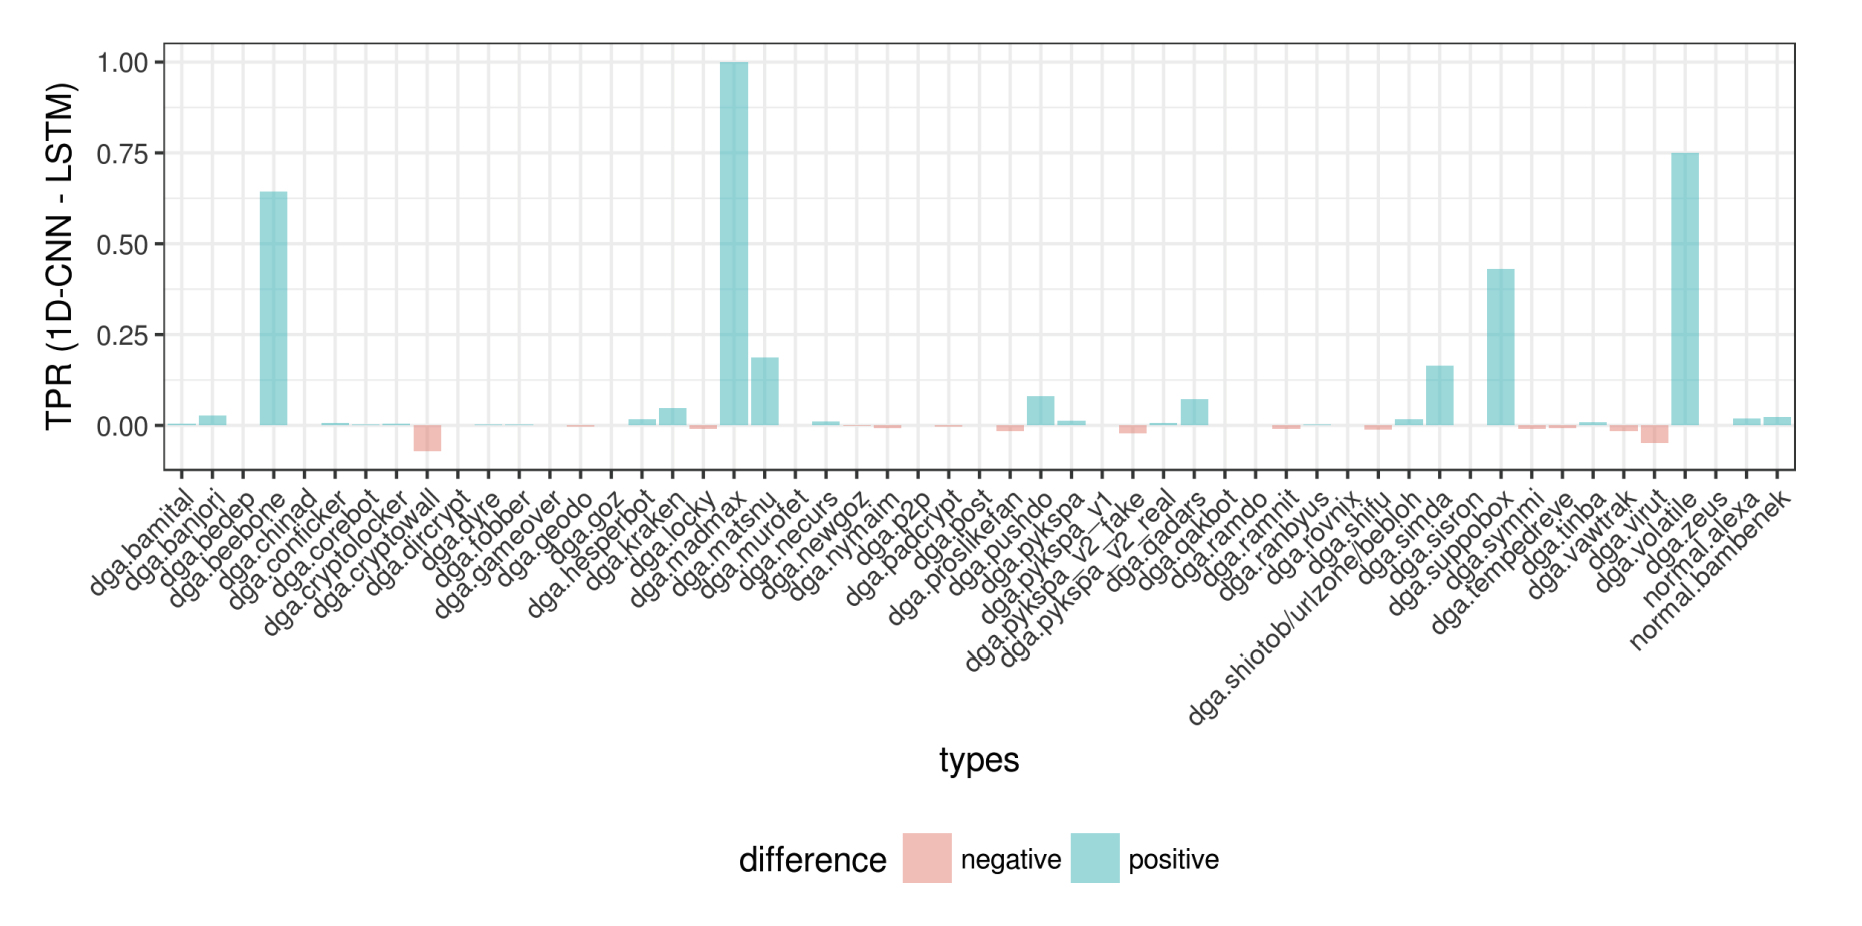 TPR (1D-CNN - LSTM)
1.00
0.75
0.50
0.25
0.00
dga.bamital
dga.banjori
dga.bedep
dga.beebone
dga.chinad
dga.conficker
dga.corebot
dga.cryptolocker
dga.cryptowall
dga.dircrypt
dga.dyre
dga.fobber
dga.gameover
dga.geodo
dga.goz
dga.hesperbot
dga.kraken
dga.locky
dga.madmax
dga.matsnu
dga.murofet
dga.necurs
dga.newgoz
dga.nymaim
dga.p2p
dga.padcrypt
dga.post
dga.proslikefan
dga.pushdo
dga.pykspa
dga.pykspa_v1
dga.pykspa_v2_fake
dga.pykspa_v2_real
dga.qadars
dga.qakbot
dga.ramdo
dga.ramnit
dga.ranbyus
dga.rovnix
dga.shifu
dga.shiotob/urlzone/bebloh
dga.simda
dga.sisron
dga.suppobox
dga.symmi
dga.tempedreve
dga.tinba
dga.vawtrak
dga.virut
dga.volatile
dga.zeus
normal.alexa
normal.bambenek
types
difference negative positive